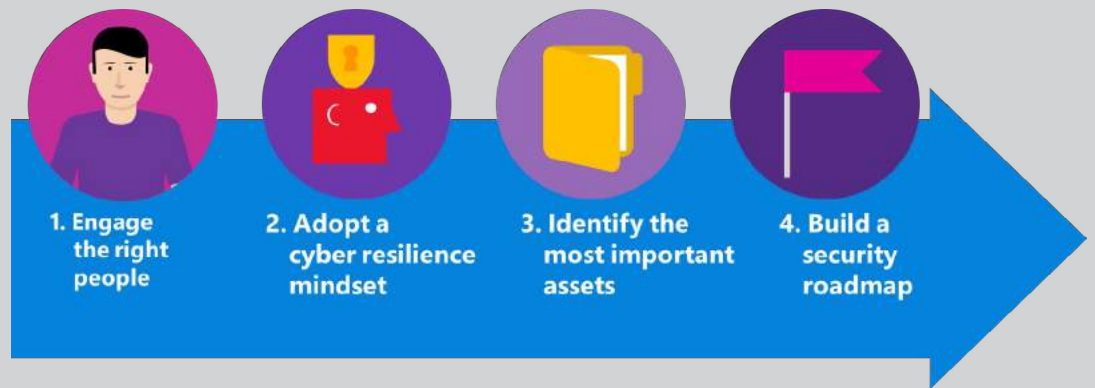 1. Engage
the right
people
2. Adopt a
cyber resilience
mindset
3. Identify the
most important
assets
4. Build a
security
roadmap